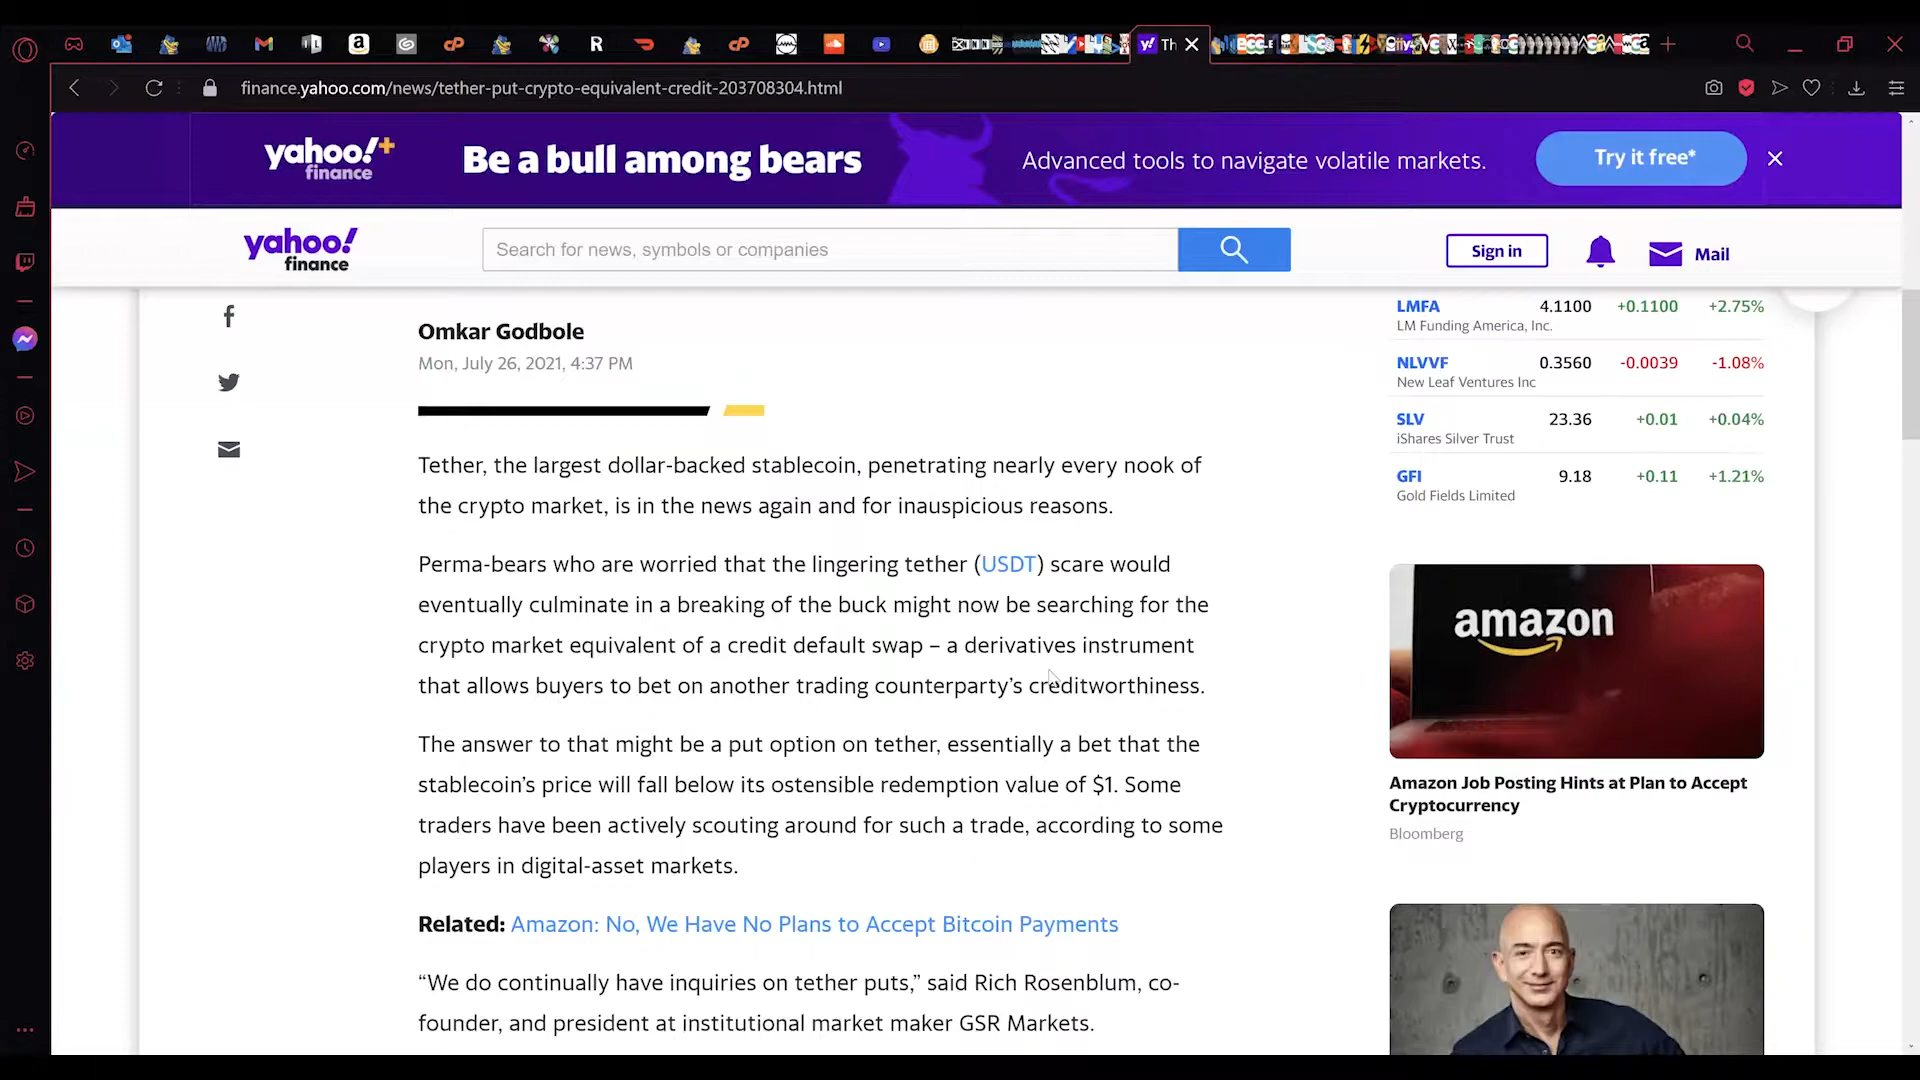 Th
finance.yahoo.com/news/tether-put-crypto-equivalent-credit-203708304.html
yahoo!+
finance
Be a bull among bears
Advanced tools to navigate volatile markets.
Try it free*
yahoo!
finance
Search for news, symbols or companies
Sign in
Mail
Omkar Godbole
Mon, July 26, 2021, 4:37 PM
Tether, the largest dollar-backed stablecoin, penetrating nearly every nook of
the crypto market, is in the news again and for inauspicious reasons.
Perma-bears who are worried that the lingering tether (USDT) scare would
eventually culminate in a breaking of the buck might now be searching for the
crypto market equivalent of a credit default swap – a derivatives instrument
that allows buyers to bet on another trading counterparty’s creditworthiness.
The answer to that might be a put option on tether, essentially a bet that the
stablecoin’s price will fall below its ostensible redemption value of $1. Some
traders have been actively scouting around for such a trade, according to some
players in digital-asset markets.
Related: Amazon: No, We Have No Plans to Accept Bitcoin Payments
“We do continually have inquiries on tether puts,” said Rich Rosenblum, co-
founder, and president at institutional market maker GSR Markets.
LMFA 4.1100 +0.1100 +2.75%
LM Funding America, Inc.
NLVVF 0.3560 -0.0039 -1.08%
New Leaf Ventures Inc
SLV 23.36 +0.01 +0.04%
iShares Silver Trust
GFI 9.18 +0.11 +1.21%
Gold Fields Limited
amazon
Amazon Job Posting Hints at Plan to Accept
Cryptocurrency
Bloomberg